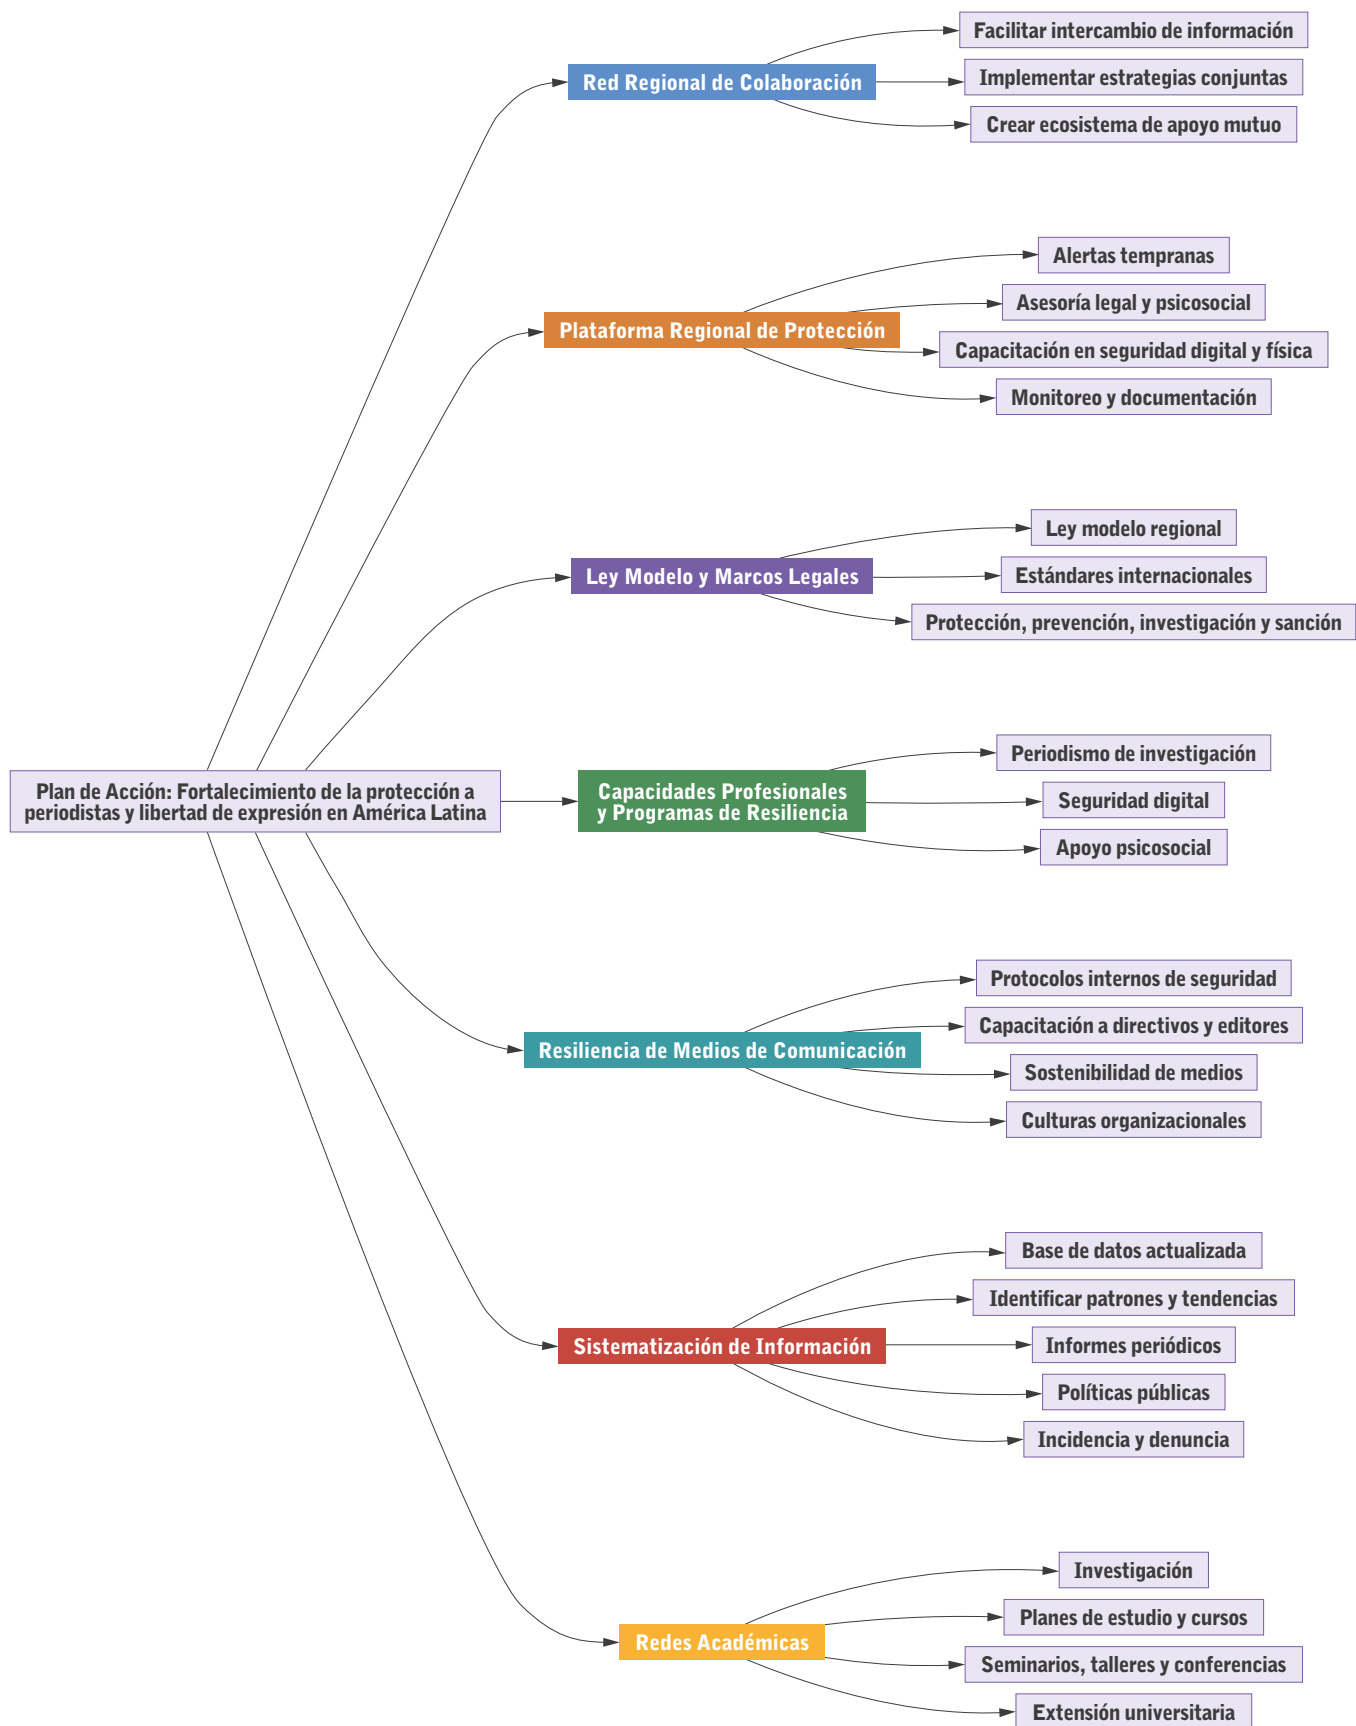 Plan de Acción: Fortalecimiento de la protección a
periodistas y libertad de expresión en América Latina
Red Regional de Colaboración
Facilitar intercambio de información
Implementar estrategias conjuntas
Crear ecosistema de apoyo mutuo
Plataforma Regional de Protección
Alertas tempranas
Asesoría legal y psicosocial
Capacitación en seguridad digital y física
Monitoreo y documentación
Ley Modelo y Marcos Legales
Ley modelo regional
Estándares internacionales
Protección, prevención, investigación y sanción
Capacidades Profesionales
y Programas de Resiliencia
Periodismo de investigación
Seguridad digital
Apoyo psicosocial
Resiliencia de Medios de Comunicación
Protocolos internos de seguridad
Capacitación a directivos y editores
Sostenibilidad de medios
Culturas organizacionales
Sistematización de Información
Base de datos actualizada
Identificar patrones y tendencias
Informes periódicos
Políticas públicas
Incidencia y denuncia
Redes Académicas
Investigación
Planes de estudio y cursos
Seminarios, talleres y conferencias
Extensión universitaria